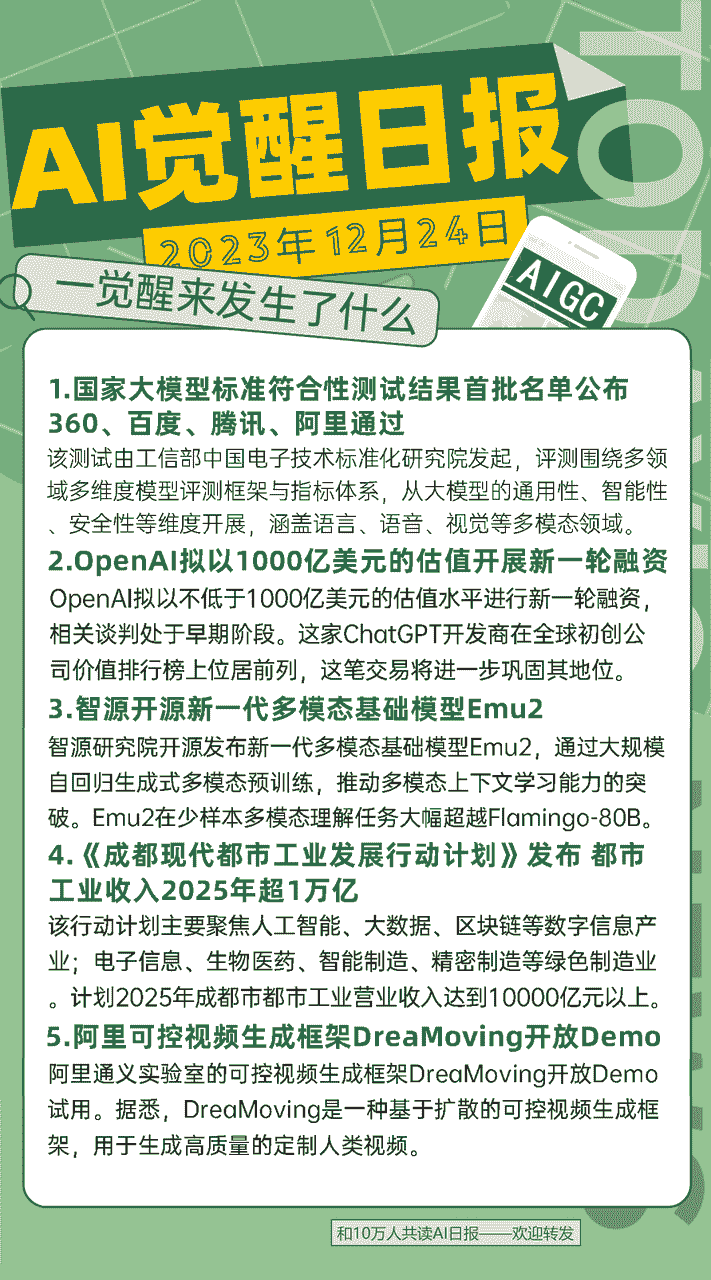 AI觉醒日报
2023年12月24日
一觉醒来发生了什么
AIGC
1.国家大模型标准符合性测试结果首批名单公布
360、百度、腾讯、阿里通过
该测试由工信部中国电子技术标准化研究院发起，评测围绕多领
域多维度模型评测框架与指标体系，从大模型的通用性、智能性
、安全性等维度开展，涵盖语言、语音、视觉等多模态领域。
2.OpenAI拟以1000亿美元的估值开展新一轮融资
OpenAI拟以不低于1000亿美元的估值水平进行新一轮融资，
相关谈判处于早期阶段。这家ChatGPT开发商在全球初创公
司价值排行榜上位居前列，这笔交易将进一步巩固其地位。
3.智源开源新一代多模态基础模型Emu2
智源研究院开源发布新一代多模态基础模型Emu2，通过大规模
自回归生成式多模态预训练，推动多模态上下文学习能力的突
破。Emu2在少样本多模态理解任务大幅超越Flamingo-80B。
4.《成都现代都市工业发展行动计划》发布 都市
工业收入2025年超1万亿
该行动计划主要聚焦人工智能、大数据、区块链等数字信息产
业；电子信息、生物医药、智能制造、精密制造等绿色制造业
。计划2025年成都市都市工业营业收入达到10000亿元以上。
5.阿里可控视频生成框架DreaMoving开放Demo
阿里通义实验室的可控视频生成框架DreaMoving开放Demo
试用。据悉，DreaMoving是一种基于扩散的可控视频生成框
架，用于生成高质量的定制人类视频。
和10万人共读AI日报——欢迎转发